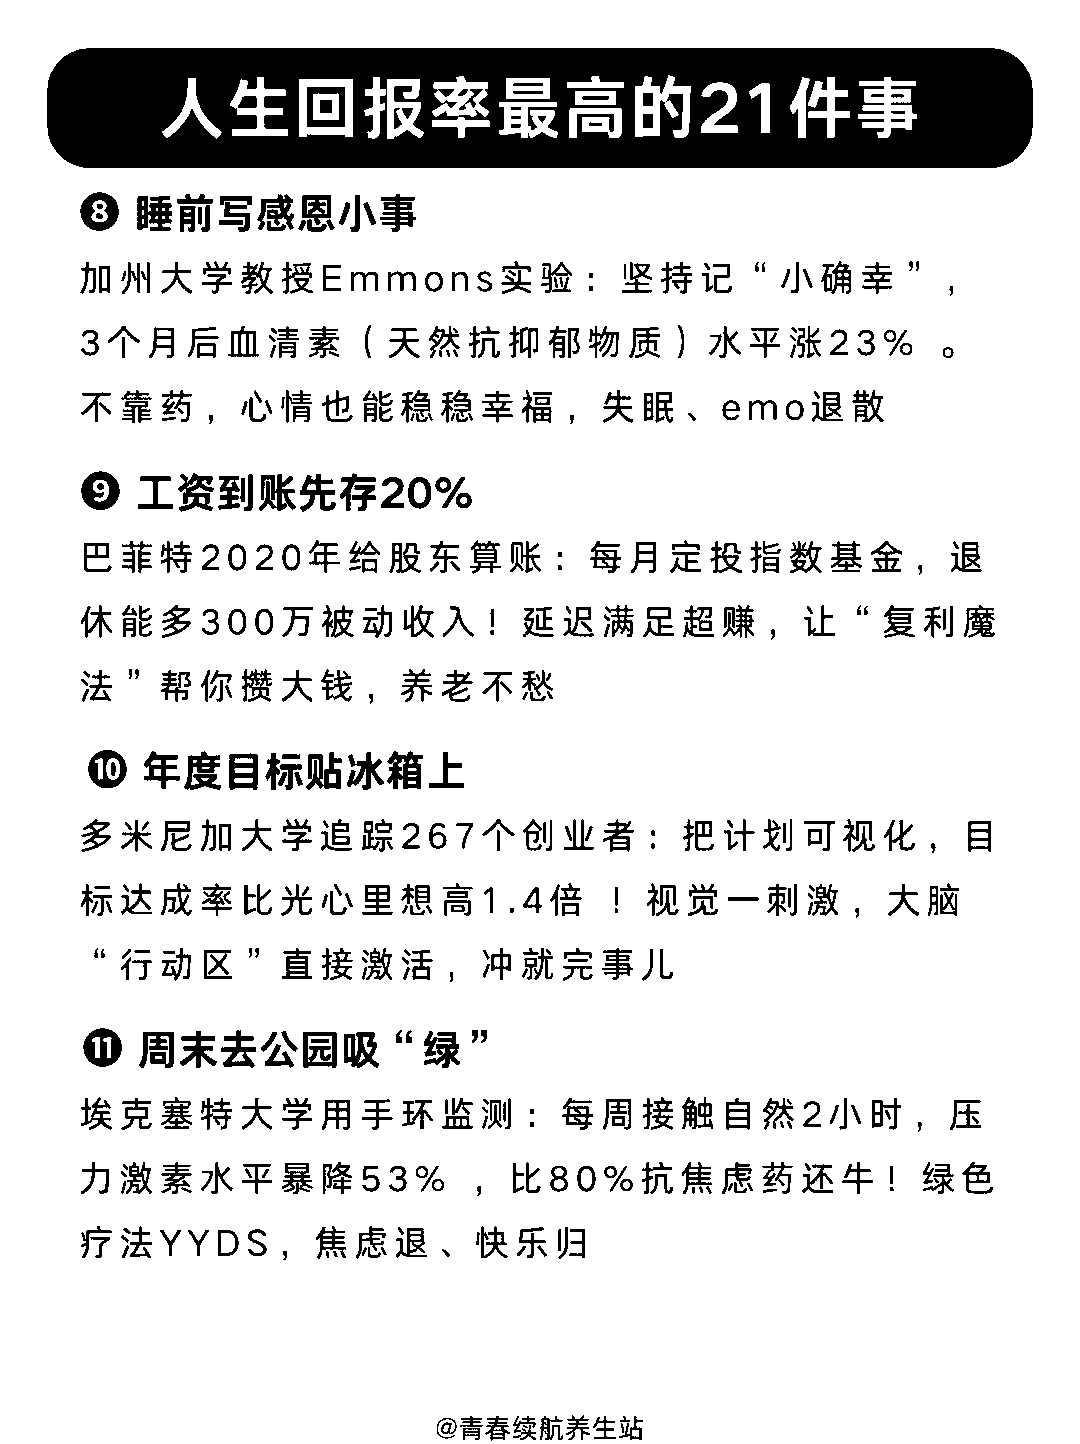 人生回报率最高的21件事
❽ 睡前写感恩小事
加州大学教授Emmons实验：坚持记“小确幸”，
3个月后血清素（天然抗抑郁物质）水平涨23% 。
不靠药，心情也能稳稳幸福，失眠、emo退散
❾ 工资到账先存20%
巴菲特2020年给股东算账：每月定投指数基金，退
休能多300万被动收入！延迟满足超赚，让“复利魔
法”帮你攒大钱，养老不愁
❿ 年度目标贴冰箱上
多米尼加大学追踪267个创业者：把计划可视化，目
标达成率比光心里想高1.4倍 ！视觉一刺激，大脑
“行动区”直接激活，冲就完事儿
⓫ 周末去公园吸“绿”
埃克塞特大学用手环监测：每周接触自然2小时，压
力激素水平暴降53% ，比80%抗焦虑药还牛！绿色
疗法YYDS，焦虑退、快乐归
@青春续航养生站